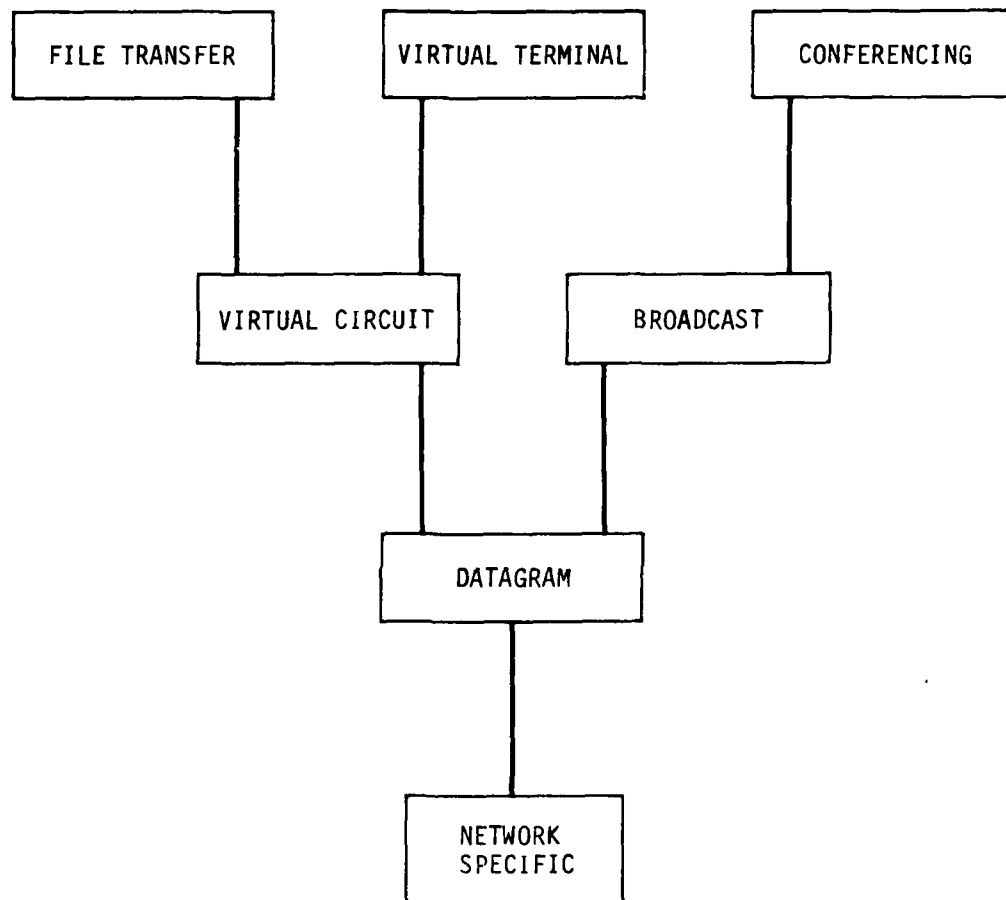 FILE TRANSFER
VIRTUAL TERMINAL
CONFERENCING
VIRTUAL CIRCUIT
BROADCAST
DATAGRAM
NETWORK
SPECIFIC